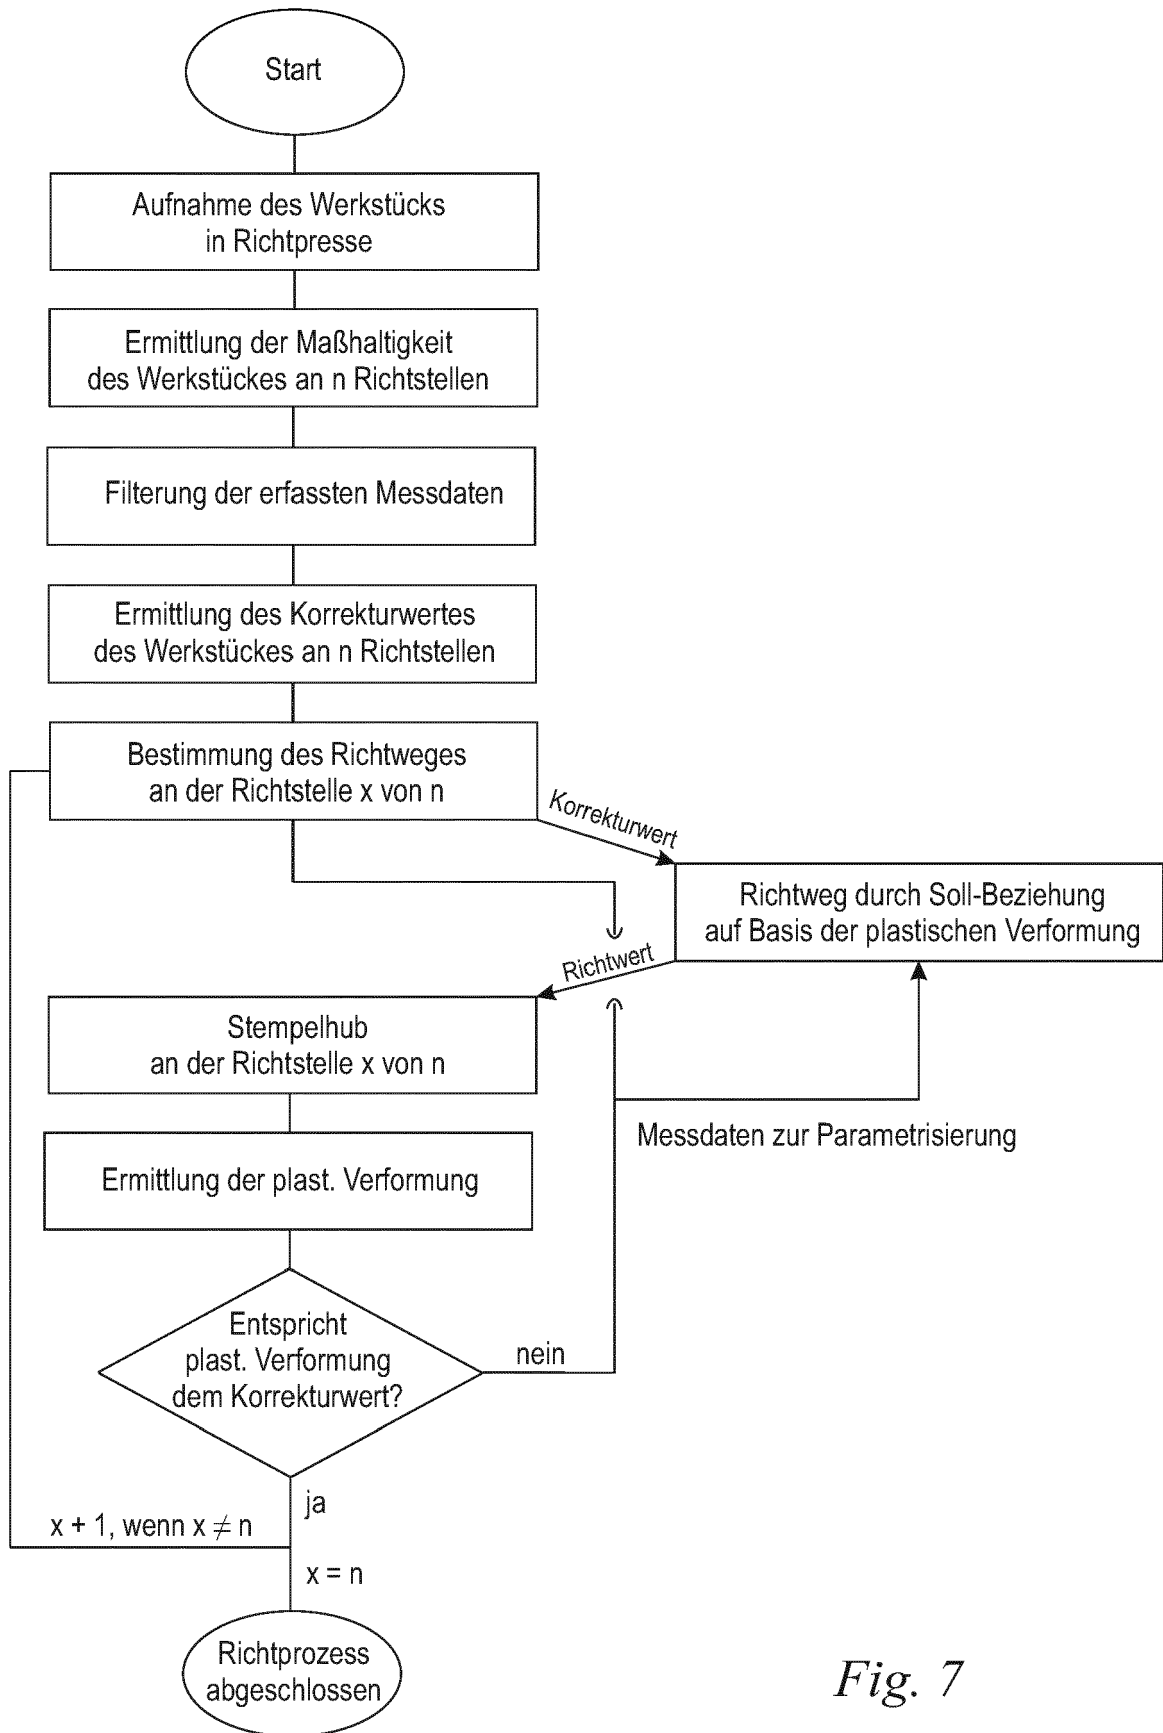 Start
Aufnahme des Werkstücks
in Richtpresse
Ermittlung der Maßhaltigkeit
des Werkstückes an n Richtstellen
Filterung der erfassten Messdaten
Ermittlung des Korrekturwertes
des Werkstückes an n Richtstellen
Bestimmung des Richtweges
an der Richtstelle x von n
Korrekturwert
Richtweg durch Soll-Beziehung
auf Basis der plastischen Verformung
Richtwert
Stempelhub
an der Richtstelle x von n
Messdaten zur Parametrisierung
Ermittlung der plast. Verformung
Entspricht
plast. Verformung
dem Korrekturwert?
nein
ja
x + 1, wenn x ≠ n
x = n
Richtprozess
abgeschlossen
Fig. 7